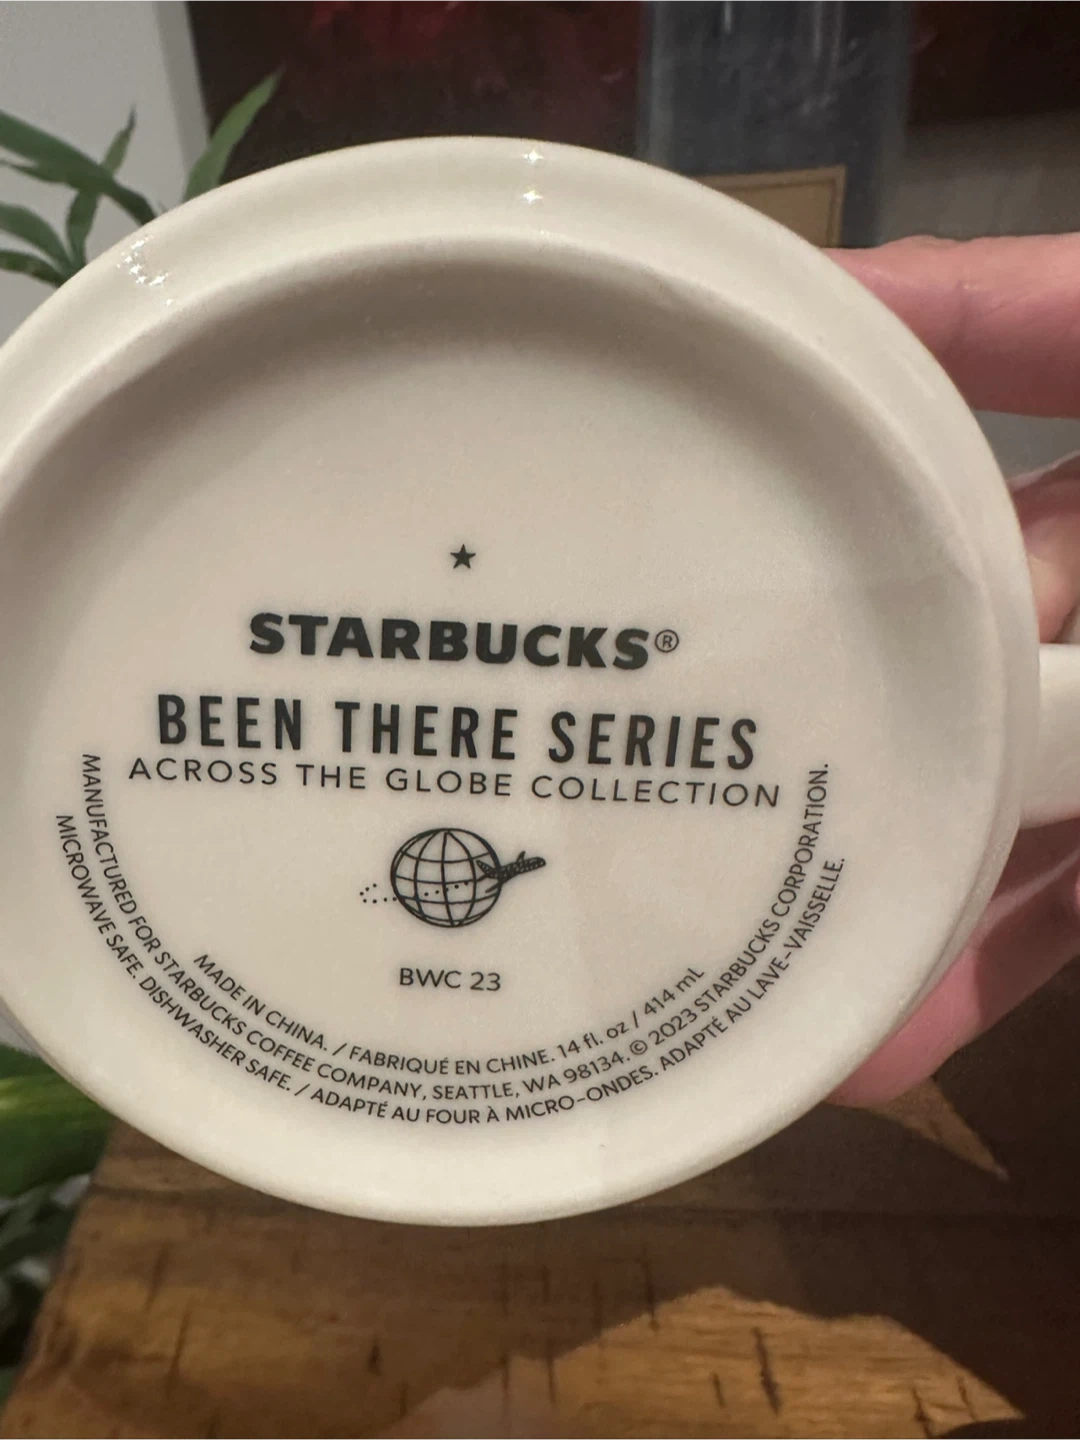 STARBUCKS®
BEEN THERE SERIES
ACROSS THE GLOBE COLLECTION
BWC 23
MADE IN CHINA. / FABRIQUÉ EN CHINE. 14 fl. oz / 414 mL
MANUFACTURED FOR STARBUCKS COFFEE COMPANY, SEATTLE, WA 98134. © 2023 STARBUCKS CORPORATION.
MICROWAVE SAFE. DISHWASHER SAFE. / ADAPTÉ AU FOUR À MICRO-ONDES. ADAPTÉ AU LAVE-VAISSELLE.